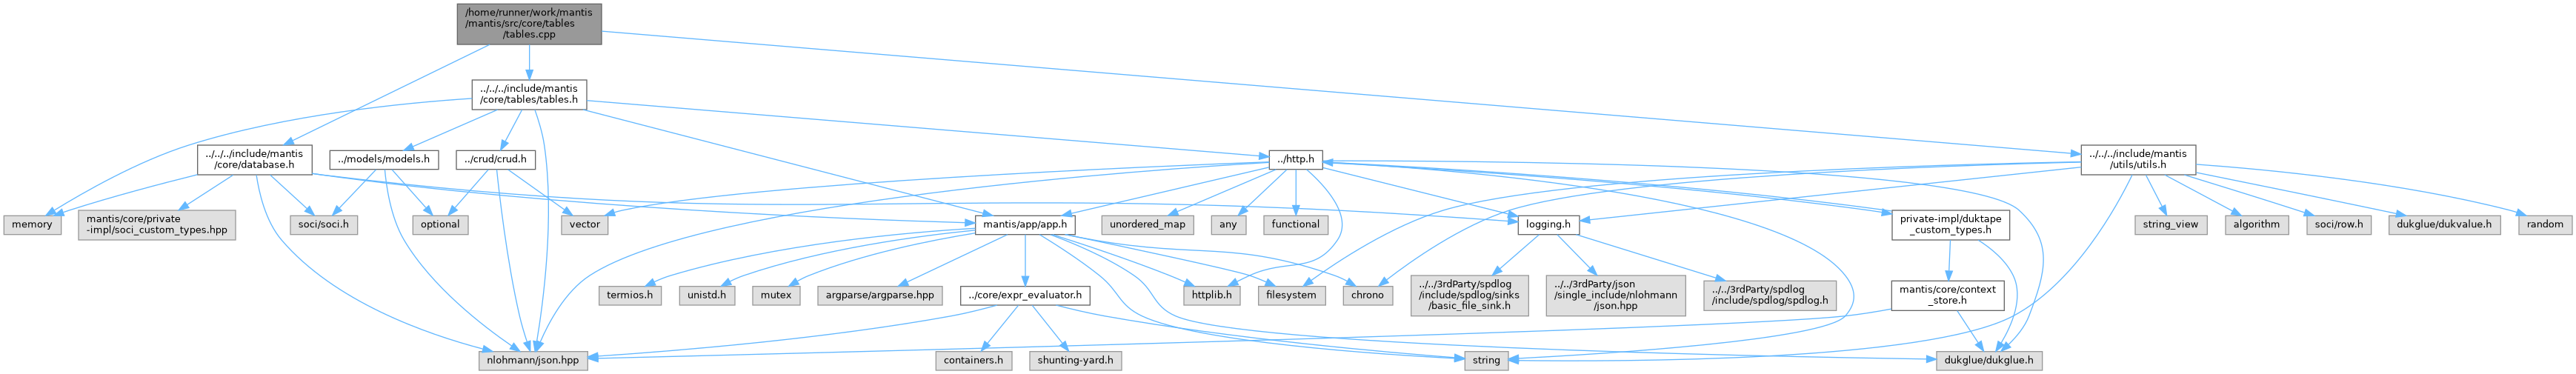 /home/runner/work/mantis
/mantis/src/core/tables
/tables.cpp
../../../include/mantis
/core/tables/tables.h
../../../include/mantis
/core/database.h
../models/models.h
../crud/crud.h
../http.h
../../../include/mantis
/utils/utils.h
memory
mantis/core/private
-impl/soci_custom_types.hpp
soci/soci.h
optional
vector
mantis/app/app.h
unordered_map
any
functional
logging.h
private-impl/duktape
_custom_types.h
string_view
algorithm
soci/row.h
dukglue/dukvalue.h
random
termios.h
unistd.h
mutex
argparse/argparse.hpp
../core/expr_evaluator.h
httplib.h
filesystem
chrono
../../3rdParty/spdlog
/include/spdlog/sinks
/basic_file_sink.h
../../3rdParty/json
/single_include/nlohmann
/json.hpp
../../3rdParty/spdlog
/include/spdlog/spdlog.h
mantis/core/context
_store.h
nlohmann/json.hpp
containers.h
shunting-yard.h
string
dukglue/dukglue.h